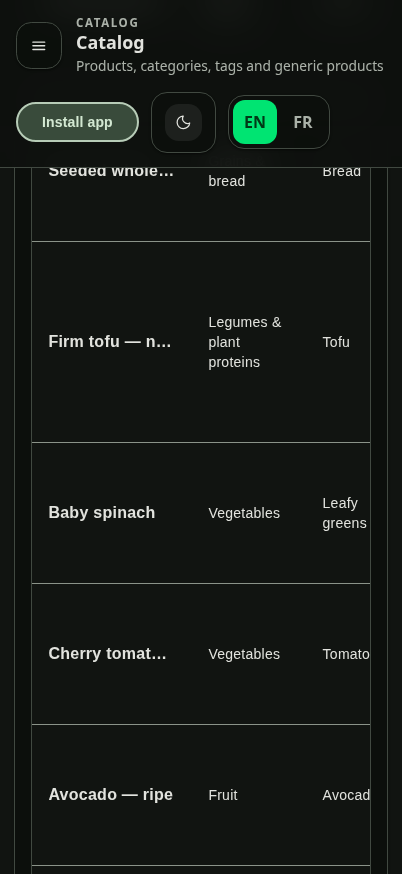 CATALOG
Catalog
Products, categories, tags and generic products
Install app
EN
FR
Seeded whole…
bread
Bread
Firm tofu — n…
Legumes &
plant
proteins
Tofu
Baby spinach
Vegetables
Leafy
greens
Cherry tomat…
Vegetables
Tomato
Avocado — ripe
Fruit
Avocad